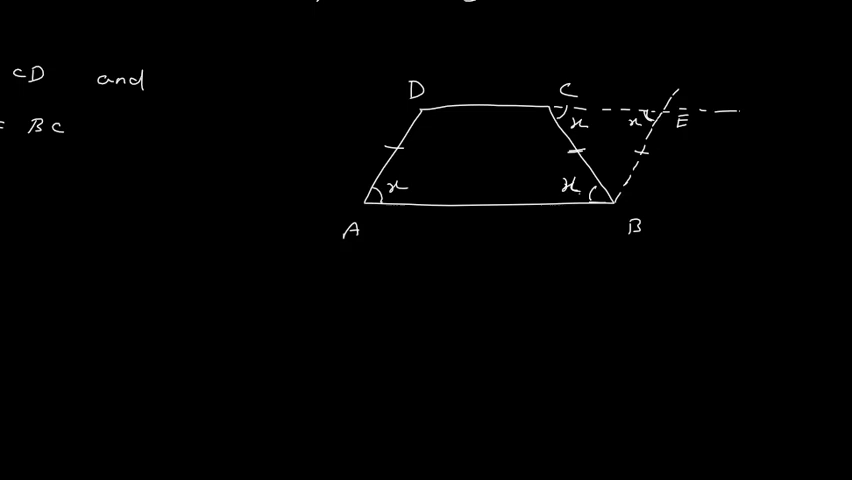 CD and
= BC
D C
x x E
x x
A B